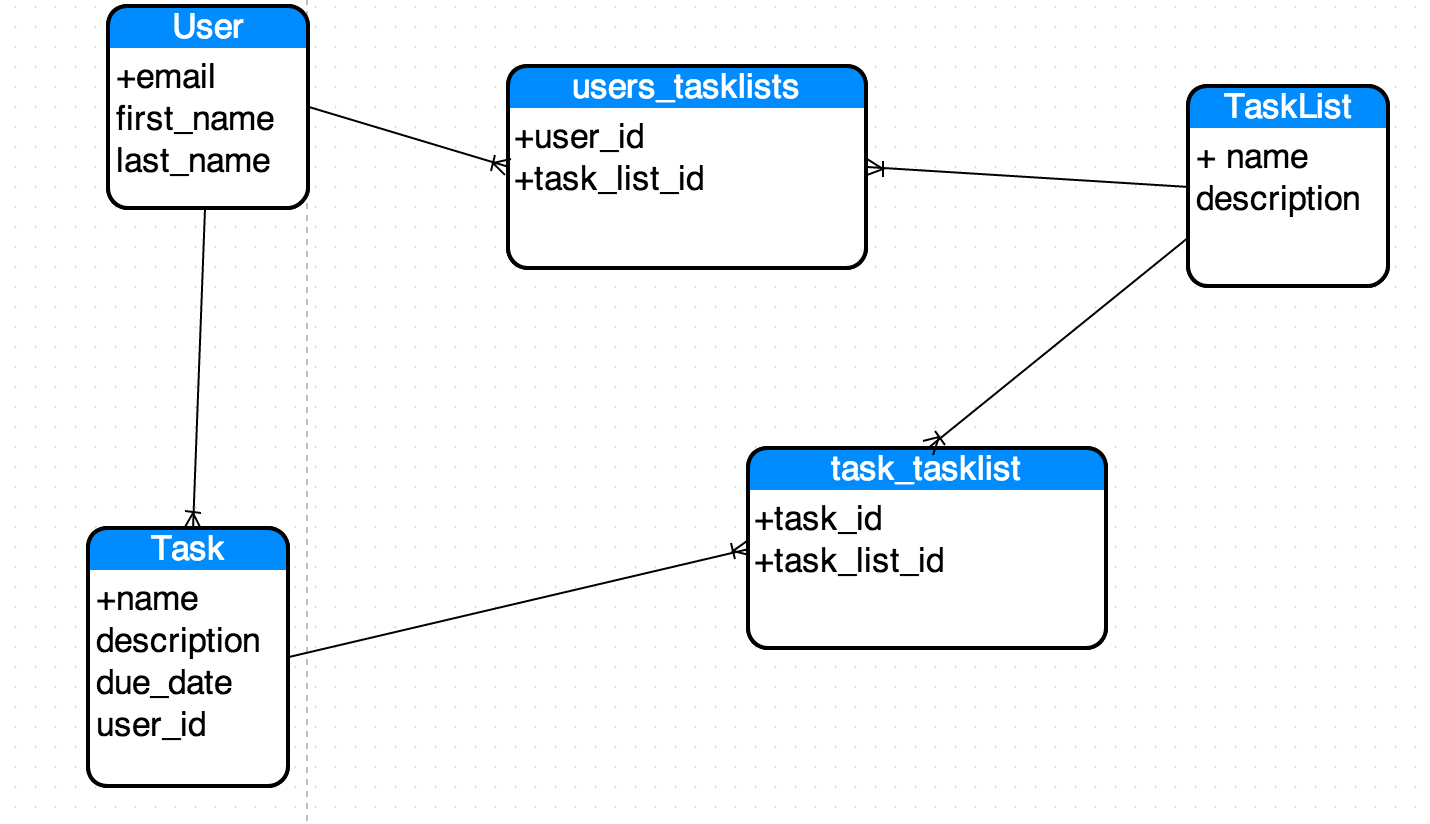 User
+email
first_name
last_name
users_tasklists
+user_id
+task_list_id
TaskList
+ name
description
Task
+name
description
due_date
user_id
task_tasklist
+task_id
+task_list_id